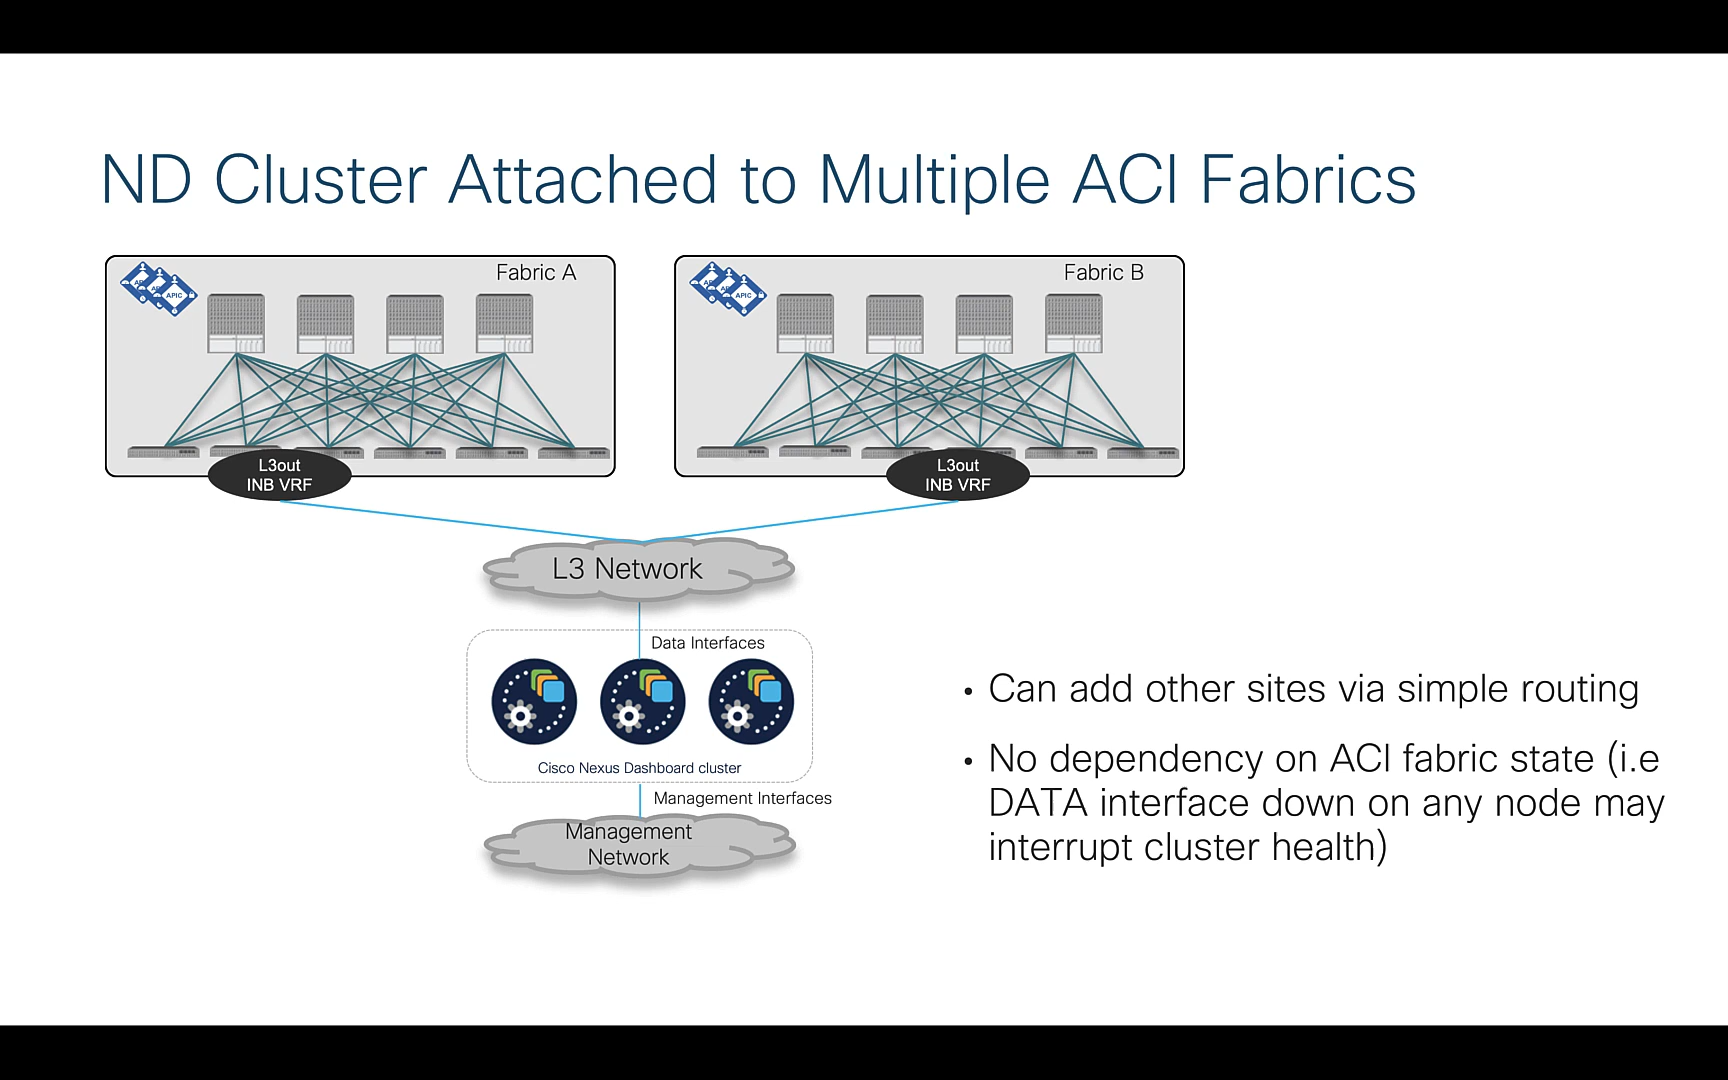 ND Cluster Attached to Multiple ACI Fabrics
Fabric A
APIC
L3out
INB VRF
Fabric B
APIC
L3out
INB VRF
L3 Network
Data Interfaces
Cisco Nexus Dashboard cluster
Management Interfaces
Management
Network
• Can add other sites via simple routing
• No dependency on ACI fabric state (i.e
DATA interface down on any node may
interrupt cluster health)